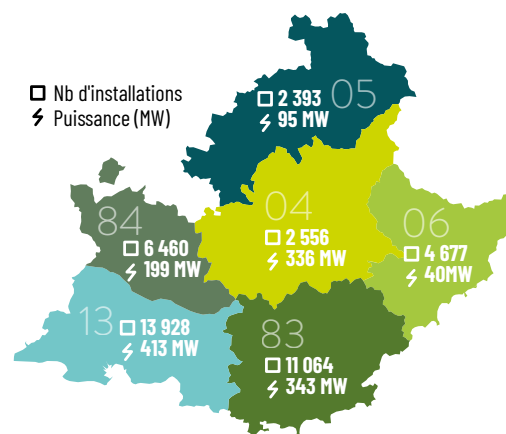 Nb d'installations
Puissance (MW)
05
2 393
95 MW
04
2 556
336 MW
06
4 677
40MW
84
6 460
199 MW
13
13 928
413 MW
83
11 064
343 MW